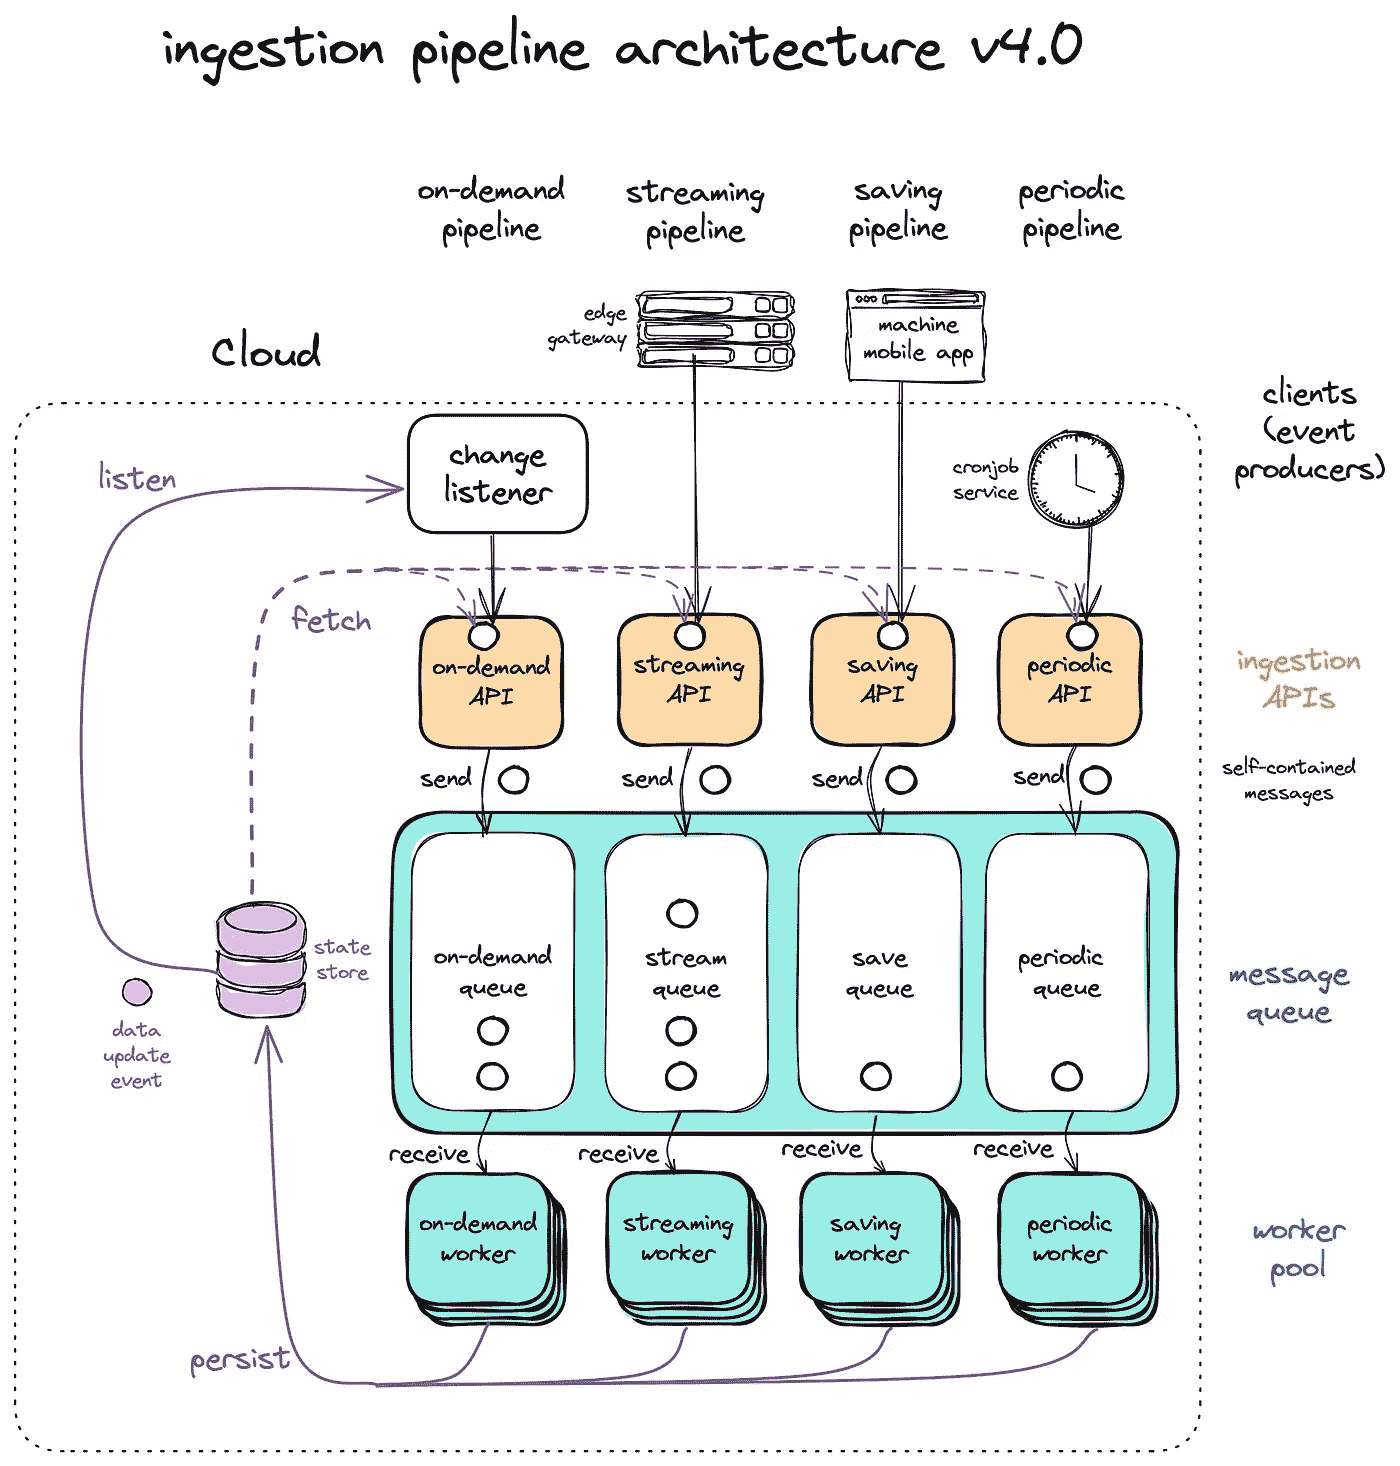 ingestion pipeline architecture v4.0
on-demand
pipeline
streaming
pipeline
saving
pipeline
periodic
pipeline
edge
gateway
machine
mobile app
Cloud
clients
(event
producers)
change
listener
cronjob
service
listen
fetch
on-demand
API
streaming
API
saving
API
periodic
API
ingestion
APIs
send
send
send
send
self-contained
messages
on-demand
queue
stream
queue
save
queue
periodic
queue
message
queue
state
store
data
update
event
receive
receive
receive
receive
on-demand
worker
streaming
worker
saving
worker
periodic
worker
worker
pool
persist